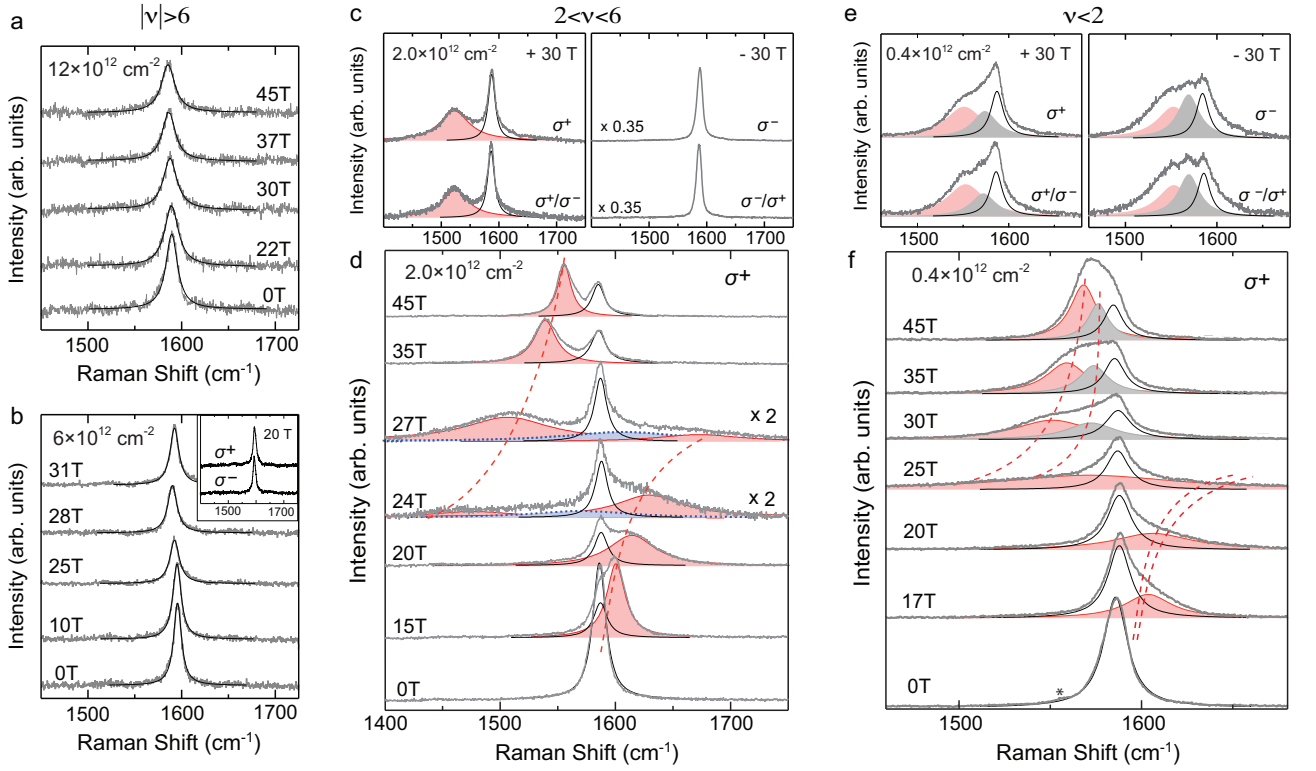 a
|ν|>6
12×10¹² cm⁻²
45T
37T
30T
22T
0T
1500 1600 1700
Raman Shift (cm⁻¹)
Intensity (arb. units)
b
6×10¹² cm⁻²
20 T
σ+
σ−
1500 1700
31T
28T
25T
10T
0T
1500 1600 1700
Raman Shift (cm⁻¹)
Intensity (arb. units)
2<ν<6
c
2.0×10¹² cm⁻² + 30 T
σ⁺
σ⁺/σ⁻
- 30 T
x 0.35
σ⁻
x 0.35
σ⁻/σ⁺
1500 1600 1700
1500 1600 1700
Intensity (arb. units)
d
2.0×10¹² cm⁻²
σ+
45T
35T
27T
x 2
24T
x 2
20T
15T
0T
1400 1500 1600 1700
Raman Shift (cm⁻¹)
Intensity (arb. units)
ν<2
e
0.4×10¹² cm⁻² + 30 T
σ⁺
σ⁺/σ⁻
- 30 T
σ⁻
σ⁻/σ⁺
1500 1600
1500 1600
Intensity (arb. units)
f
0.4×10¹² cm⁻²
σ+
45T
35T
30T
25T
20T
17T
0T
*
1500 1600
Raman Shift (cm⁻¹)
Intensity (arb. units)